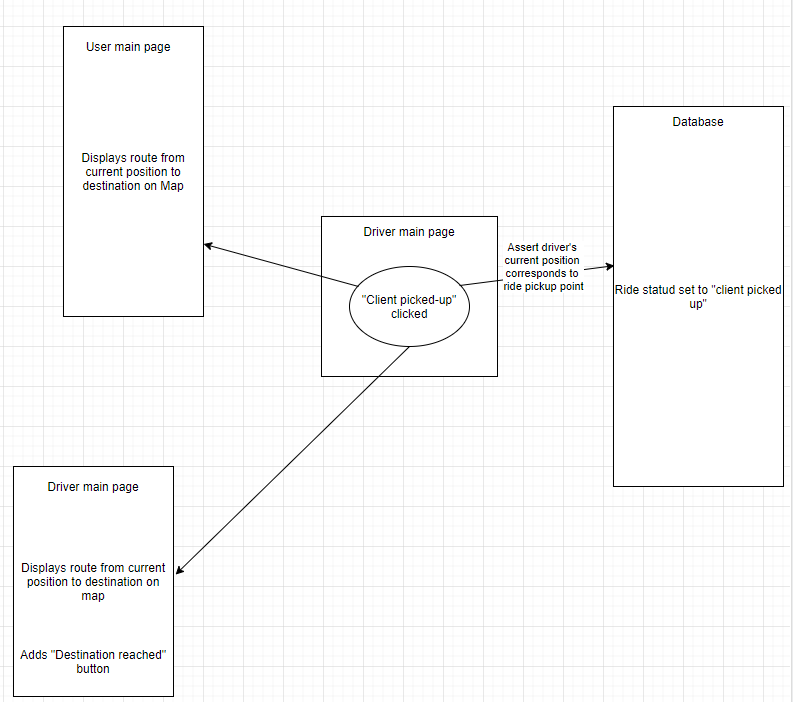 User main page
Displays route from
current position to
destination on Map
Driver main page
"Client picked-up"
clicked
Assert driver's
current position
corresponds to
ride pickup point
Database
Ride statud set to "client picked
up"
Driver main page
Displays route from current
position to destination on
map
Adds "Destination reached"
button